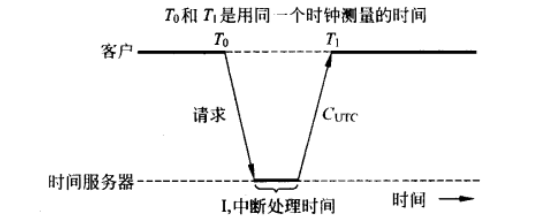 T₀和 T₁是用同一个时钟测量的时间
T₀
T₁
客户
请求
C_UTC
时间服务器
I,中断处理时间
时间